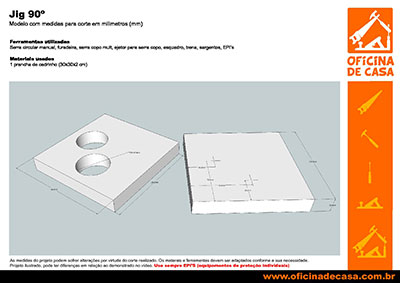 Jig 90º
Modelo com medidas para corte em milímetros (mm)
Ferramentas utilizadas
Serra circular manual, furadeira, serra copo mult, ejetor para serra copo, esquadro, trena, sargentos, EPI's
Materiais usados
1 prancha de cedrinho (30x30x2 cm)
OFICINA
DE CASA
As medidas do projeto podem sofrer alterações por virtude do corte realizado. Os materiais e ferramentas devem ser adaptados conforme a sua necessidade.
Projeto ilustrado, pode ter diferenças em relação ao demonstrado no vídeo. Use sempre EPI'S (equipamentos de proteção individuais)
www.oficinadecasa.com.br